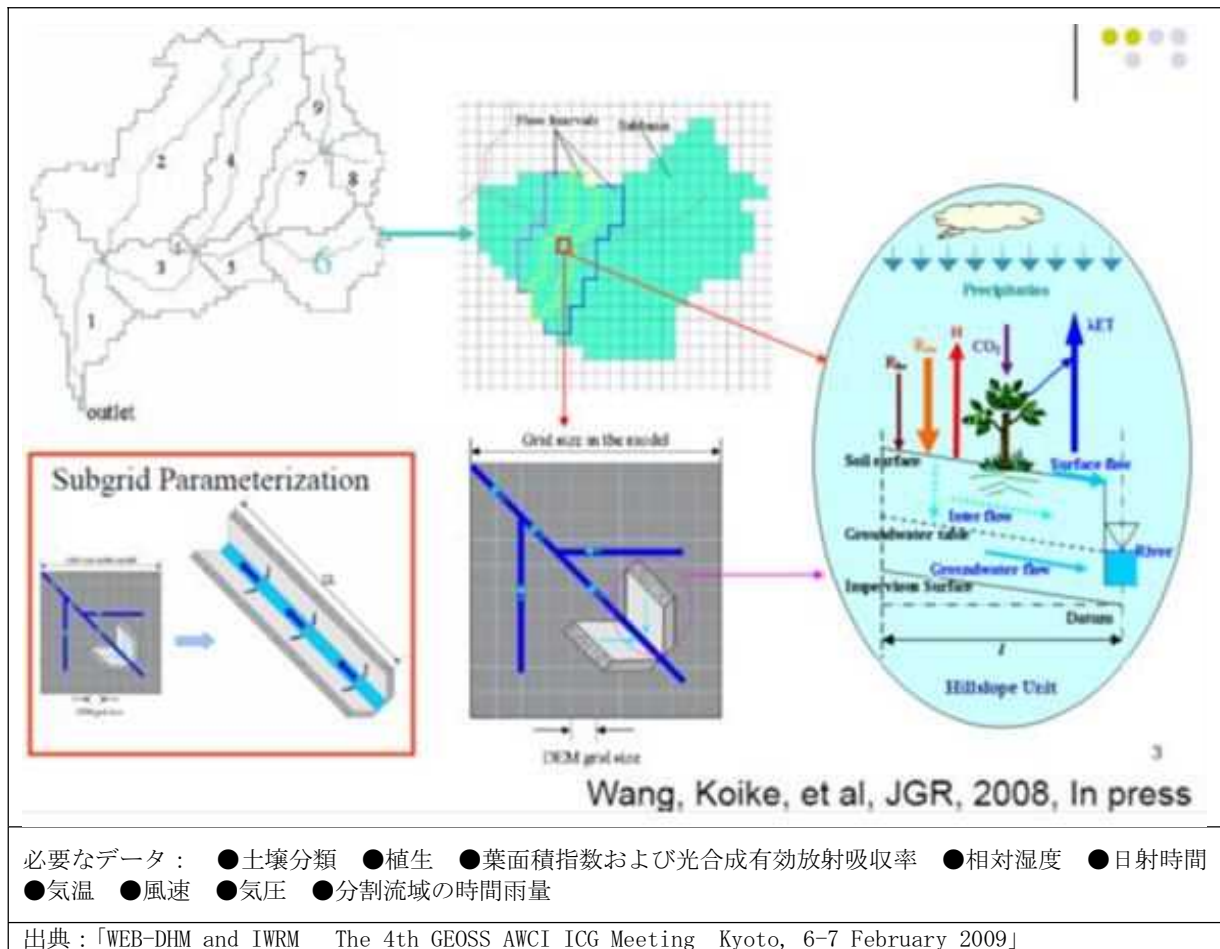 9
2
4
7
8
6
3
5
1
outlet
Flow Intervals
Subbasin
Precipitation
H
CO₂
λET
Soil surface
Surface flow
Inter flow
Groundwater table
River
Groundwater flow
Impervious Surface
Datum
l
Hillslope Unit
Grid size in the model
DEM grid size
Subgrid Parameterization
3
Wang, Koike, et al, JGR, 2008, In press
必要なデータ： ●土壌分類 ●植生 ●葉面積指数および光合成有効放射吸収率 ●相対湿度 ●日射時間
●気温 ●風速 ●気圧 ●分割流域の時間雨量
出典：「WEB-DHM and IWRM The 4th GEOSS AWCI ICG Meeting Kyoto, 6-7 February 2009」